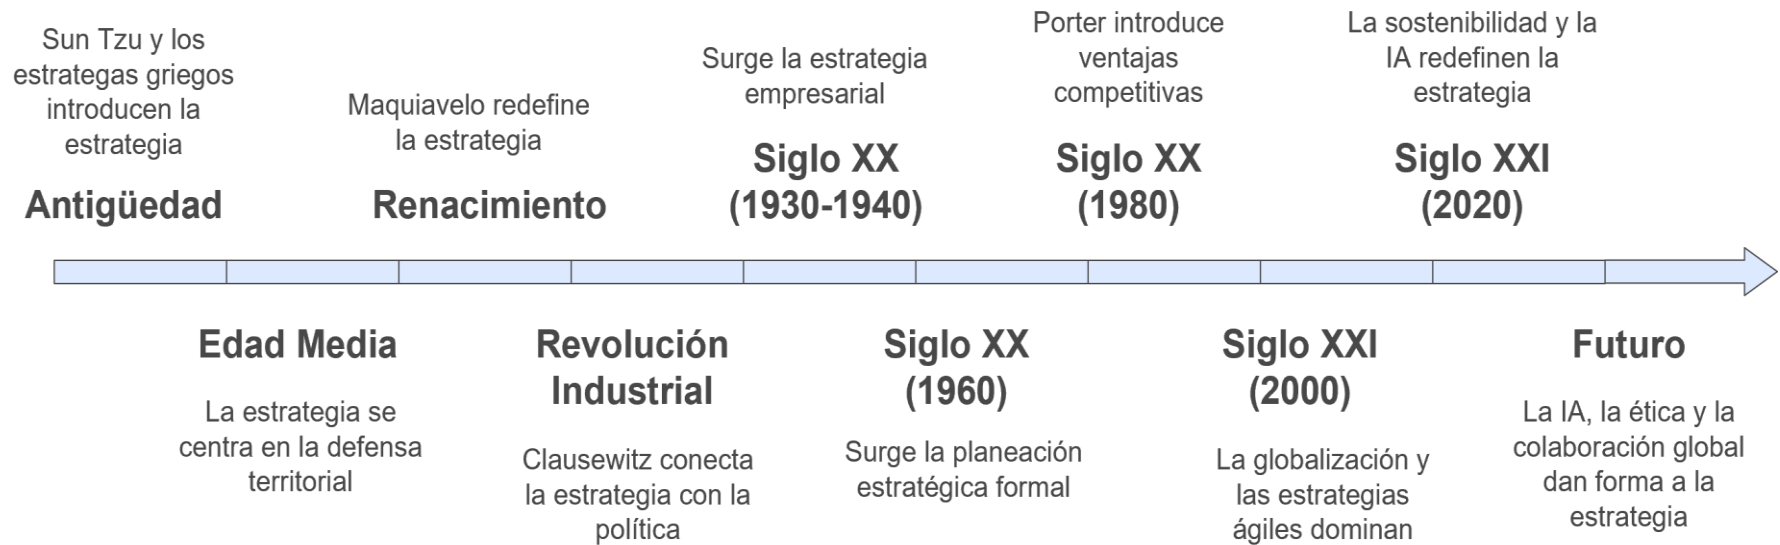 Sun Tzu y los
estrategas griegos
introducen la
estrategia
Antigüedad
Maquiavelo redefine
la estrategia
Renacimiento
Surge la estrategia
empresarial
Siglo XX
(1930-1940)
Porter introduce
ventajas
competitivas
Siglo XX
(1980)
La sostenibilidad y la
IA redefinen la
estrategia
Siglo XXI
(2020)
Edad Media
La estrategia se
centra en la defensa
territorial
Revolución
Industrial
Clausewitz conecta
la estrategia con la
política
Siglo XX
(1960)
Surge la planeación
estratégica formal
Siglo XXI
(2000)
La globalización y
las estrategias
ágiles dominan
Futuro
La IA, la ética y la
colaboración global
dan forma a la
estrategia